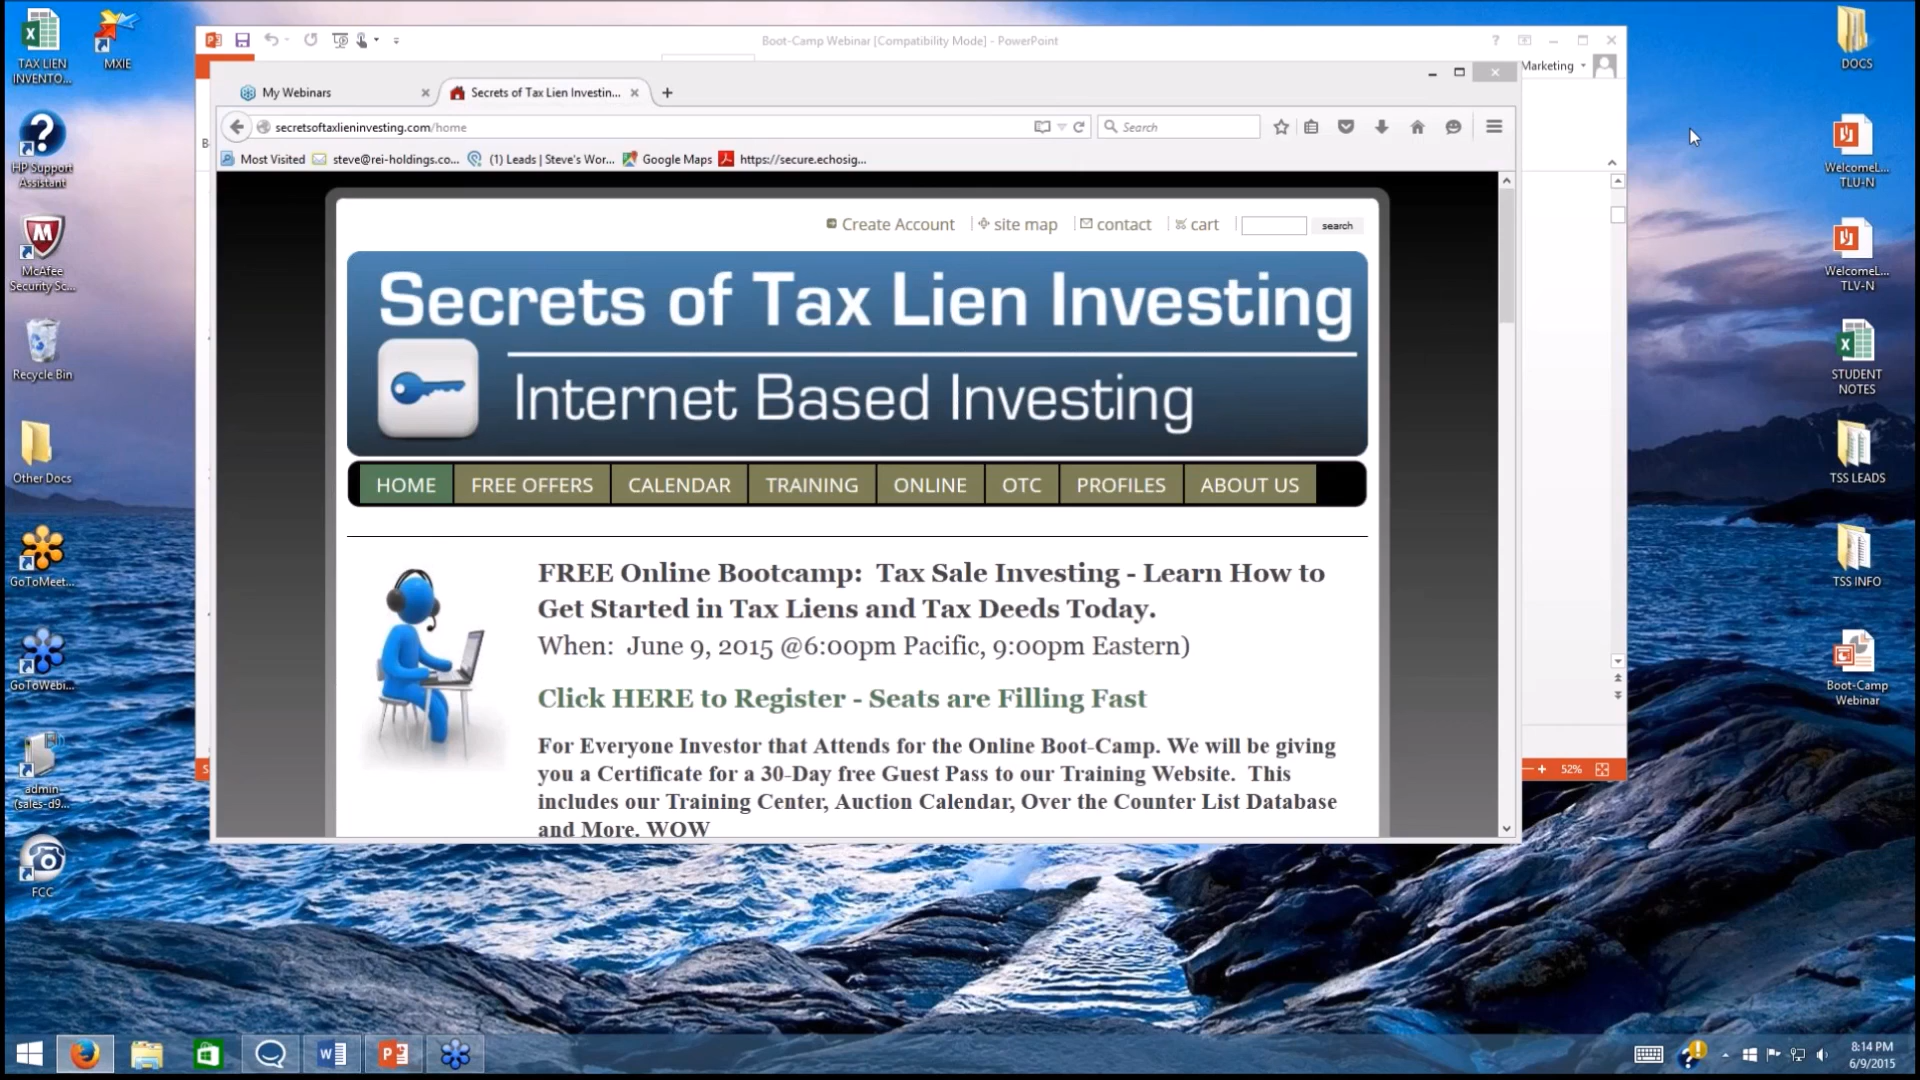 TAX LIEN
INVENTO...
MXIE
HP Support
Assistant
McAfee
Security Sc...
Recycle Bin
Other Docs
GoToMeet...
GoToWebi...
admin
(sales-d9...
FCC
Boot-Camp Webinar [Compatibility Mode] - PowerPoint
Marketing
My Webinars
Secrets of Tax Lien Investin...
secretsoftaxlieninvesting.com/home
Search
Most Visited
steve@rei-holdings.co...
(1) Leads | Steve's Wor...
Google Maps
https://secure.echosig...
Create Account
site map
contact
cart
search
Secrets of Tax Lien Investing
Internet Based Investing
HOME
FREE OFFERS
CALENDAR
TRAINING
ONLINE
OTC
PROFILES
ABOUT US
FREE Online Bootcamp: Tax Sale Investing - Learn How to
Get Started in Tax Liens and Tax Deeds Today.
When: June 9, 2015 @6:00pm Pacific, 9:00pm Eastern)
Click HERE to Register - Seats are Filling Fast
For Everyone Investor that Attends for the Online Boot-Camp. We will be giving
you a Certificate for a 30-Day free Guest Pass to our Training Website. This
includes our Training Center, Auction Calendar, Over the Counter List Database
and More. WOW
52%
DOCS
WelcomeL...
TLU-N
WelcomeL...
TLV-N
STUDENT
NOTES
TSS LEADS
TSS INFO
Boot-Camp
Webinar
8:14 PM
6/9/2015